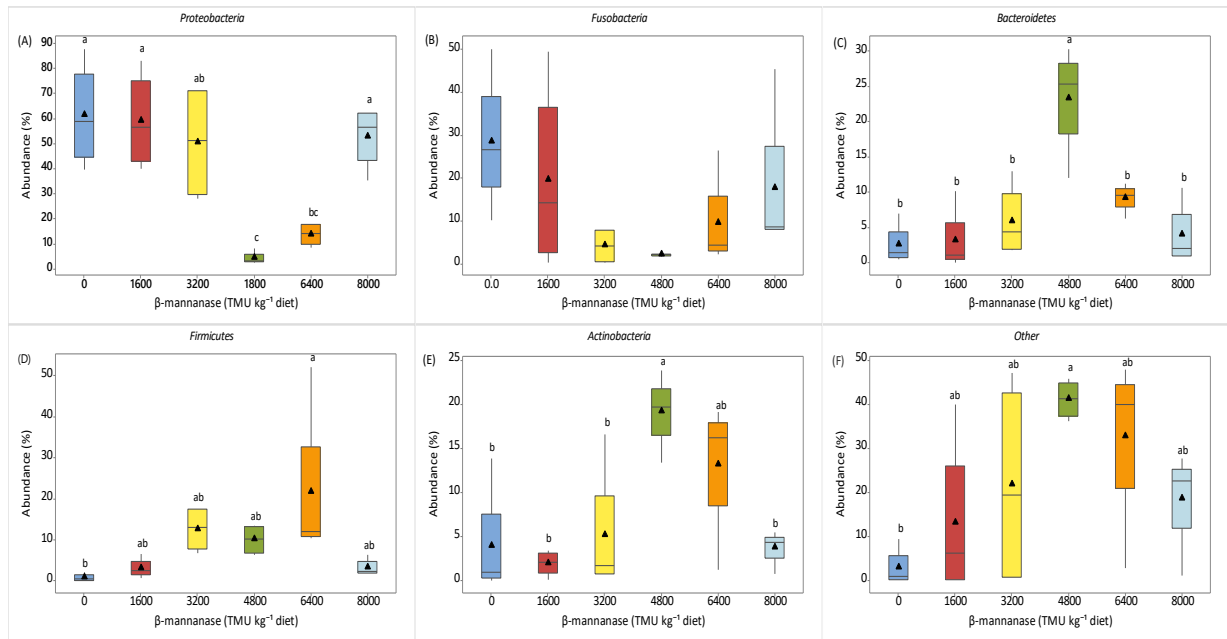 Proteobacteria
(A)
Abundance (%)
90
80
70
60
50
40
30
20
10
0
a
a
ab
c
bc
a
0 1600 3200 4800 6400 8000
β-mannanase (TMU kg⁻¹ diet)
Fusobacteria
(B)
Abundance (%)
50
40
30
20
10
0
0.0 1600 3200 4800 6400 8000
β-mannanase (TMU kg⁻¹ diet)
Bacteroidetes
(C)
Abundance (%)
30
25
20
15
10
5
0
b
b
b
a
b
b
0 1600 3200 4800 6400 8000
β-mannanase (TMU kg⁻¹ diet)
Firmicutes
(D)
Abundance (%)
50
40
30
20
10
0
b
ab
ab
ab
a
ab
0 1600 3200 4800 6400 8000
β-mannanase (TMU kg⁻¹ diet)
Actinobacteria
(E)
Abundance (%)
25
20
15
10
5
0
b
b
b
a
ab
b
0 1600 3200 4800 6400 8000
β-mannanase (TMU kg⁻¹ diet)
Other
(F)
Abundance (%)
50
40
30
20
10
0
b
ab
ab
a
ab
ab
0 1600 3200 4800 6400 8000
β-mannanase (TMU kg⁻¹ diet)